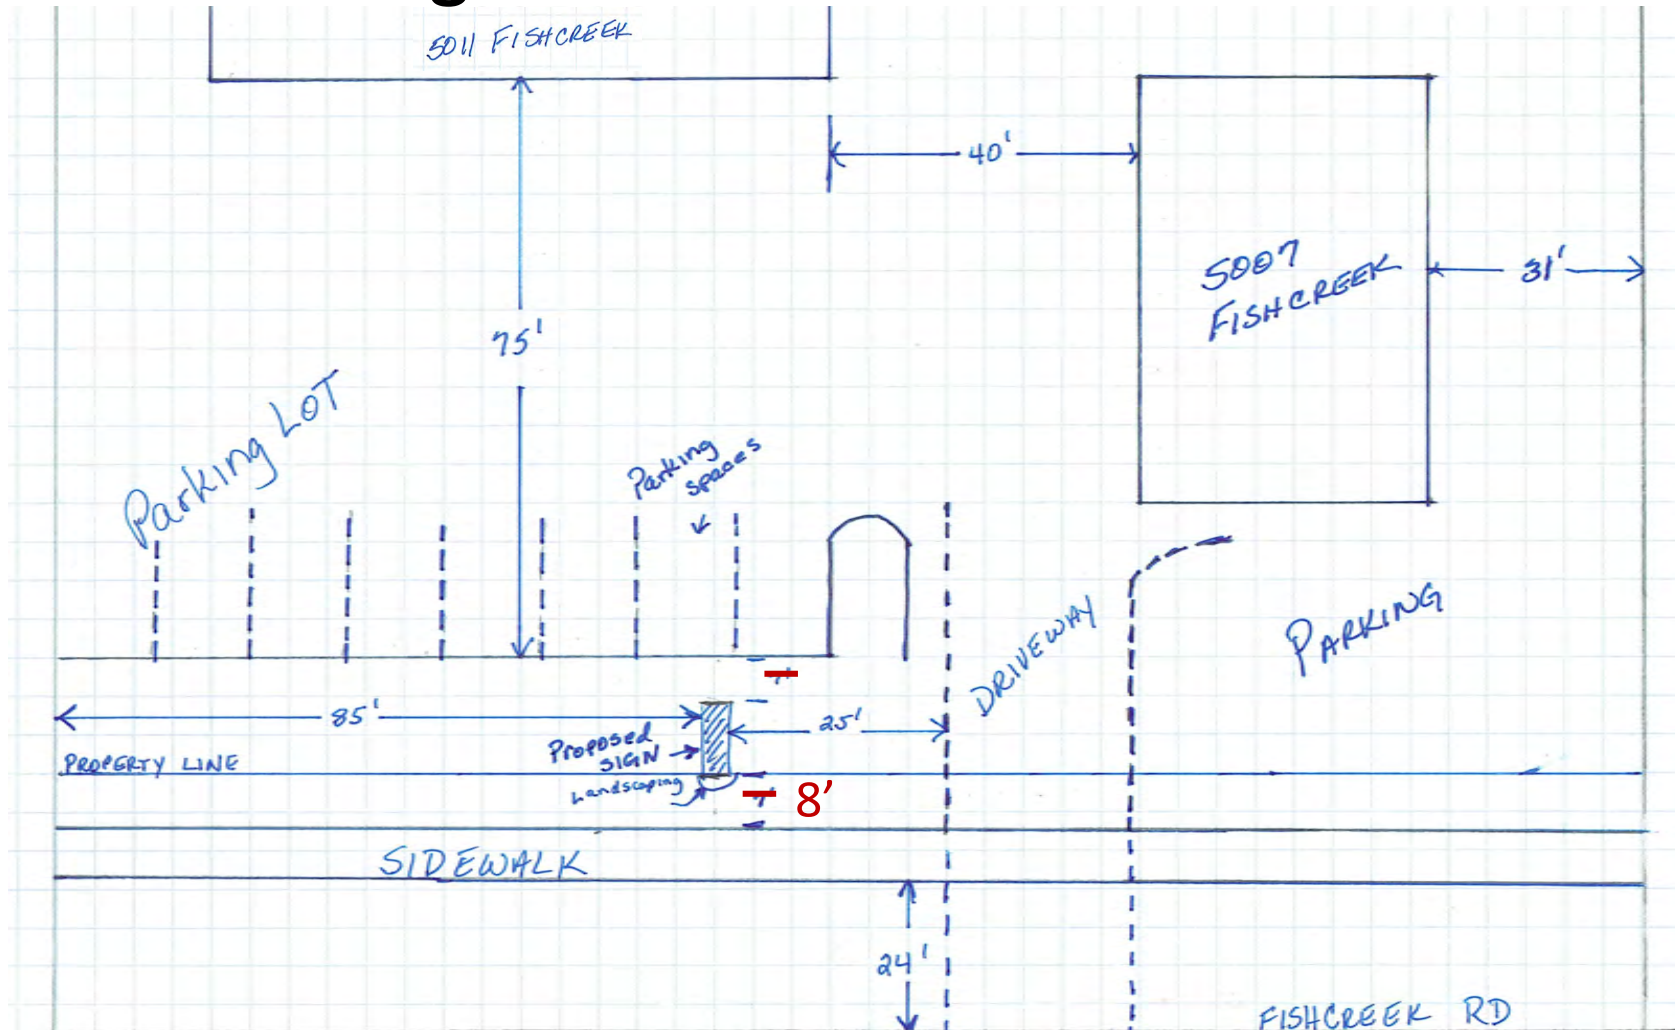 5011 FISHCREEK
40'
5007
FISHCREEK
31'
75'
Parking LOT
Parking
spaces
DRIVEWAY
PARKING
85'
25'
Proposed
SIGN
PROPERTY LINE
Landscaping
8’
SIDEWALK
24'
FISHCREEK RD